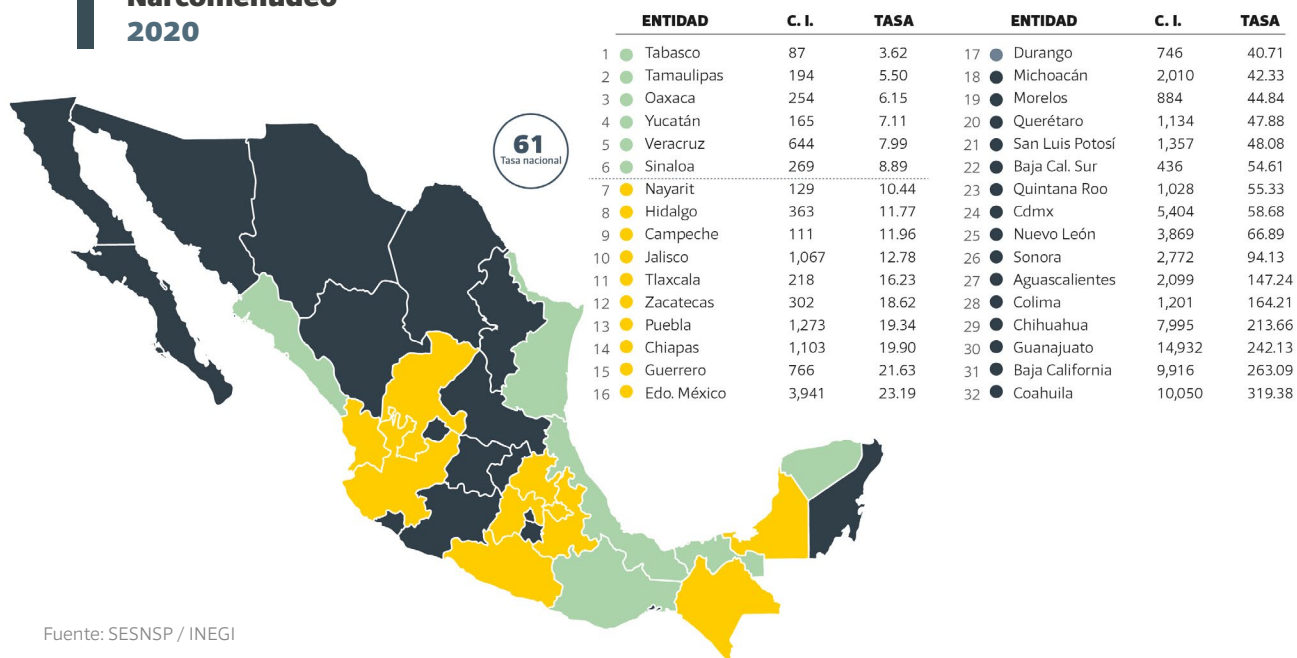 Narcomenudeo
2020
61
Tasa nacional
ENTIDAD C. I. TASA
1 Tabasco 87 3.62
2 Tamaulipas 194 5.50
3 Oaxaca 254 6.15
4 Yucatán 165 7.11
5 Veracruz 644 7.99
6 Sinaloa 269 8.89
7 Nayarit 129 10.44
8 Hidalgo 363 11.77
9 Campeche 111 11.96
10 Jalisco 1,067 12.78
11 Tlaxcala 218 16.23
12 Zacatecas 302 18.62
13 Puebla 1,273 19.34
14 Chiapas 1,103 19.90
15 Guerrero 766 21.63
16 Edo. México 3,941 23.19
ENTIDAD C. I. TASA
17 Durango 746 40.71
18 Michoacán 2,010 42.33
19 Morelos 884 44.84
20 Querétaro 1,134 47.88
21 San Luis Potosí 1,357 48.08
22 Baja Cal. Sur 436 54.61
23 Quintana Roo 1,028 55.33
24 Cdmx 5,404 58.68
25 Nuevo León 3,869 66.89
26 Sonora 2,772 94.13
27 Aguascalientes 2,099 147.24
28 Colima 1,201 164.21
29 Chihuahua 7,995 213.66
30 Guanajuato 14,932 242.13
31 Baja California 9,916 263.09
32 Coahuila 10,050 319.38
Fuente: SESNSP / INEGI